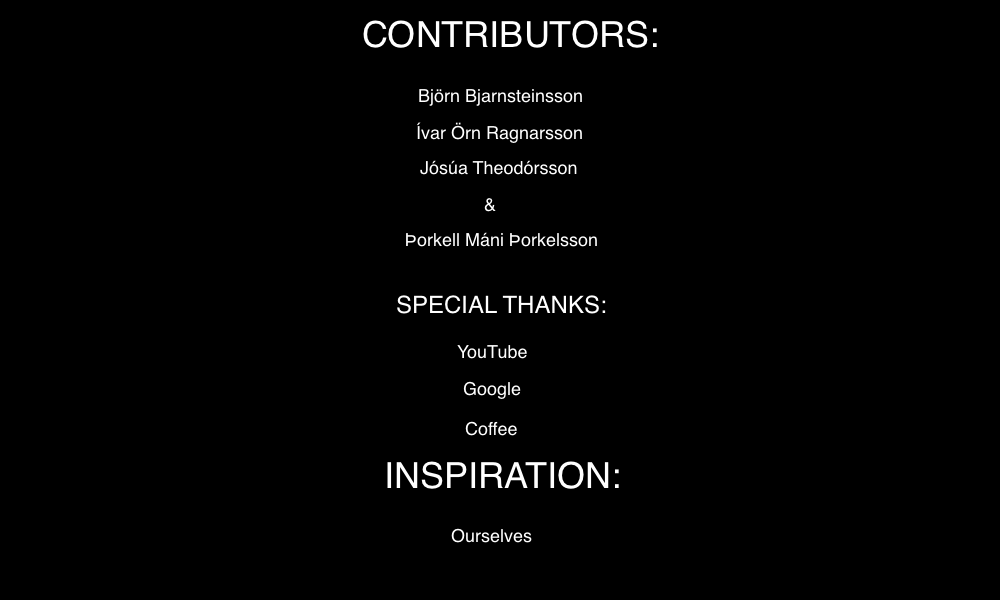 CONTRIBUTORS:
Björn Bjarnsteinsson
Ívar Örn Ragnarsson
Jósúa Theodórsson
&
Þorkell Máni Þorkelsson
SPECIAL THANKS:
YouTube
Google
Coffee
INSPIRATION:
Ourselves